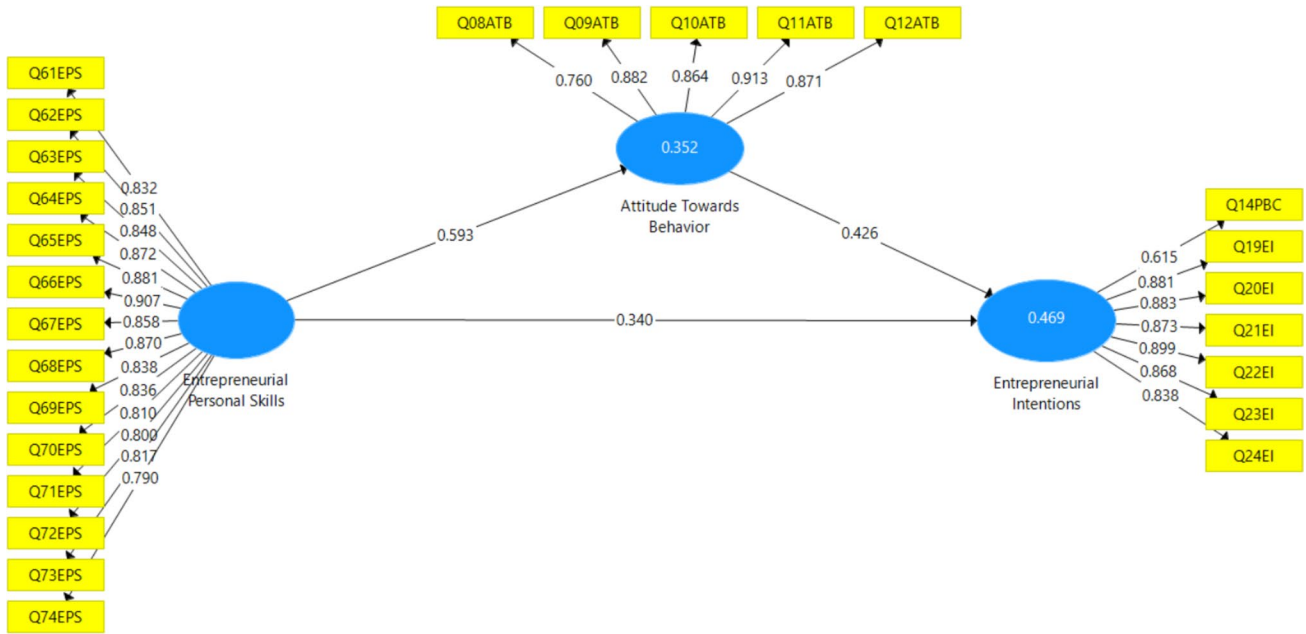 Q08ATB Q09ATB Q10ATB Q11ATB Q12ATB
0.760 0.882 0.864 0.913 0.871
0.352
Attitude Towards
Behavior
Q61EPS
Q62EPS
Q63EPS
Q64EPS
Q65EPS
Q66EPS
Q67EPS
Q68EPS
Q69EPS
Q70EPS
Q71EPS
Q72EPS
Q73EPS
Q74EPS
0.832
0.851
0.848
0.872
0.881
0.907
0.858
0.870
0.838
0.836
0.810
0.800
0.817
0.790
Entrepreneurial
Personal Skills
0.593
0.426
0.340
0.469
Entrepreneurial
Intentions
0.615
0.881
0.883
0.873
0.899
0.868
0.838
Q14PBC
Q19EI
Q20EI
Q21EI
Q22EI
Q23EI
Q24EI